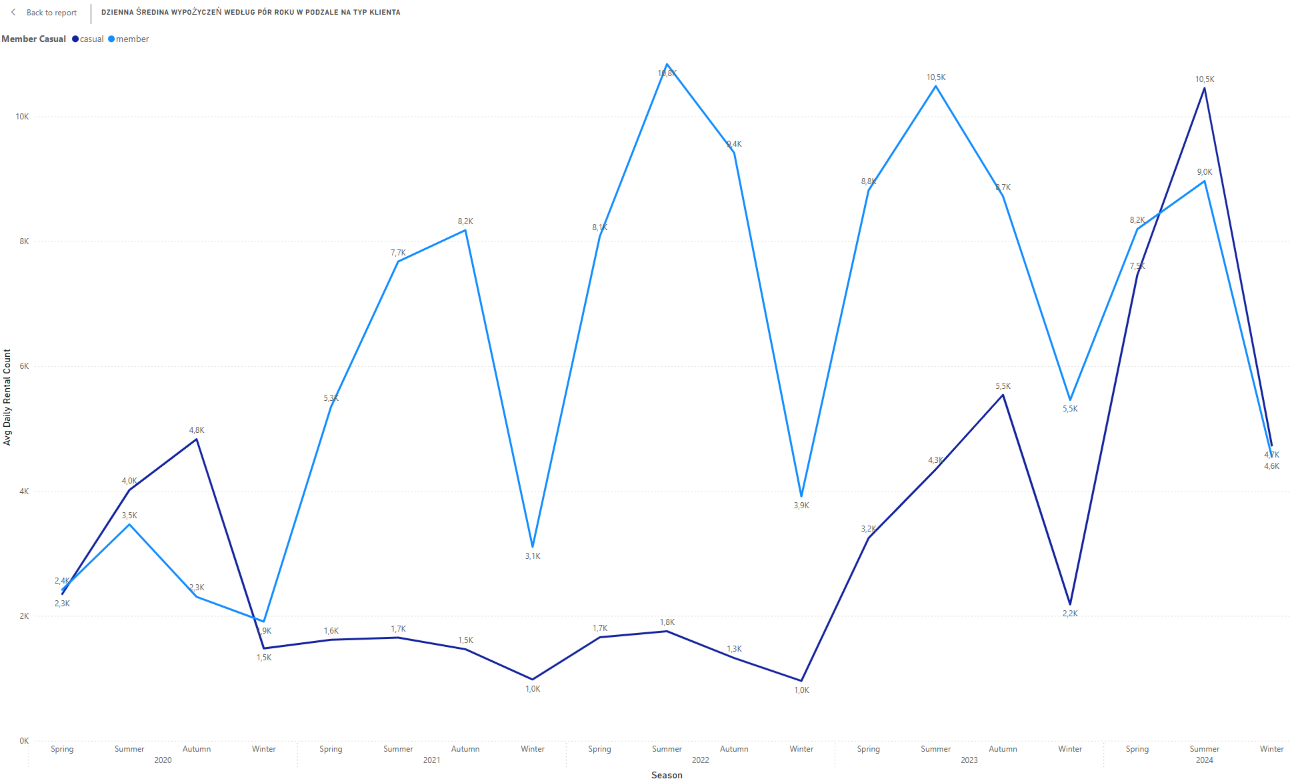 Back to report
DZIENNA ŚREDINA WYPOŻYCZEŃ WEDŁUG PÓR ROKU W PODZALE NA TYP KLIENTA
Member Casual casual member
10,8K
10,5K
10,5K
10K
9,4K
9,0K
8,8K
8,7K
8,2K
8,2K
8,1K
8K
7,7K
7,5K
6K
5,5K
5,5K
5,3K
Avg Daily Rental Count
4,8K
4,7K
4,6K
4,3K
4,0K
4K
3,9K
3,5K
3,2K
3,1K
2,4K
2,3K
2,3K
2,2K
2K
1,9K
1,8K
1,7K
1,7K
1,6K
1,5K
1,5K
1,3K
1,0K
1,0K
0K
Spring Summer Autumn Winter Spring Summer Autumn Winter Spring Summer Autumn Winter Spring Summer Autumn Winter Spring Summer Winter
2020 2021 2022 2023 2024
Season